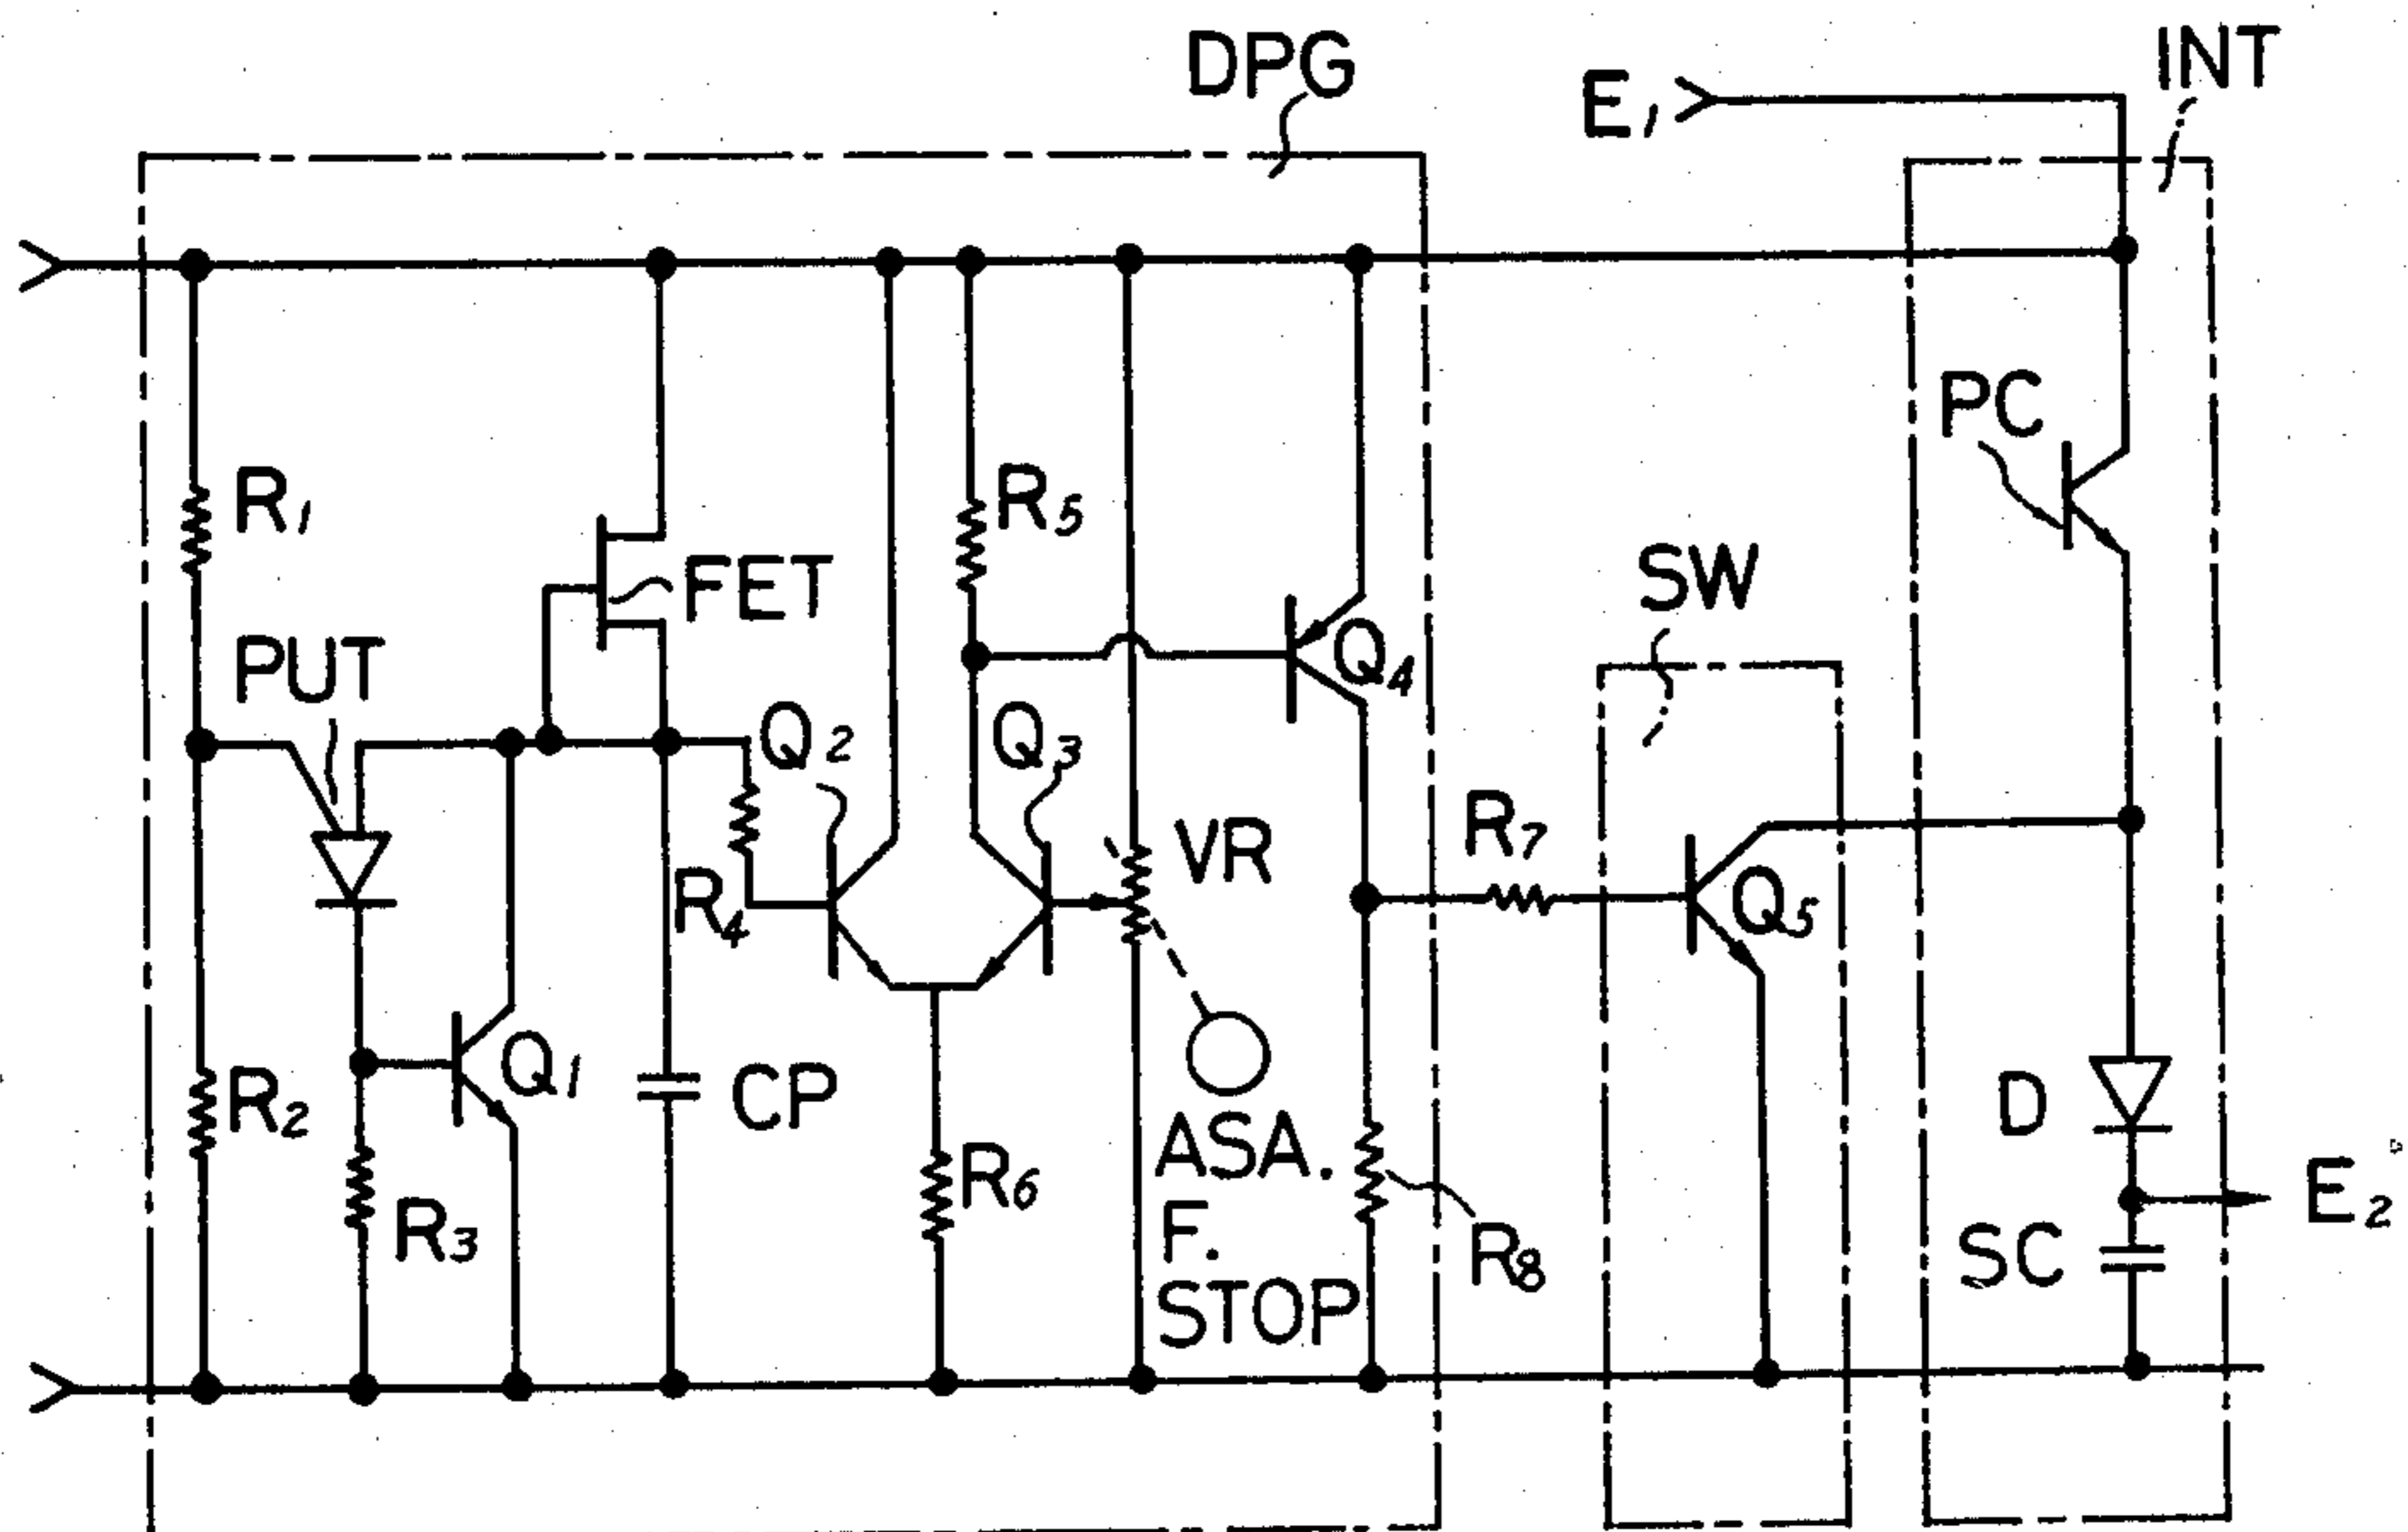 DPG
E1
INT
R1
FET
R5
PC
SW
PUT
Q2
Q3
Q4
R4
VR
R7
Q5
Q1
R2
CP
R3
R6
ASA.
F.
STOP
R8
D
SC
E2